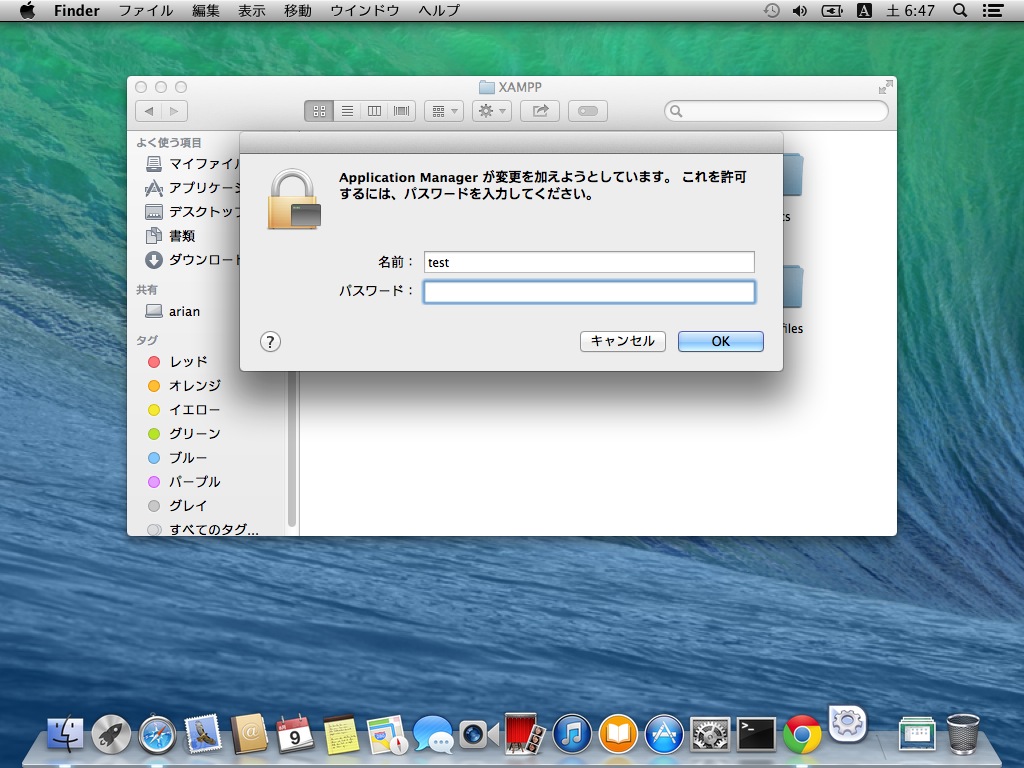 Finder ファイル 編集 表示 移動 ウインドウ ヘルプ A 土 6:47
XAMPP
よく使う項目
マイファイル
アプリケーシ
デスクトップ
書類
ダウンロード
共有
arian
タグ
レッド
オレンジ
イエロー
グリーン
ブルー
パープル
グレイ
すべてのタグ...
Application Manager が変更を加えようとしています。 これを許可
するには、パスワードを入力してください。
名前：
test
パスワード：
?
キャンセル
OK
9